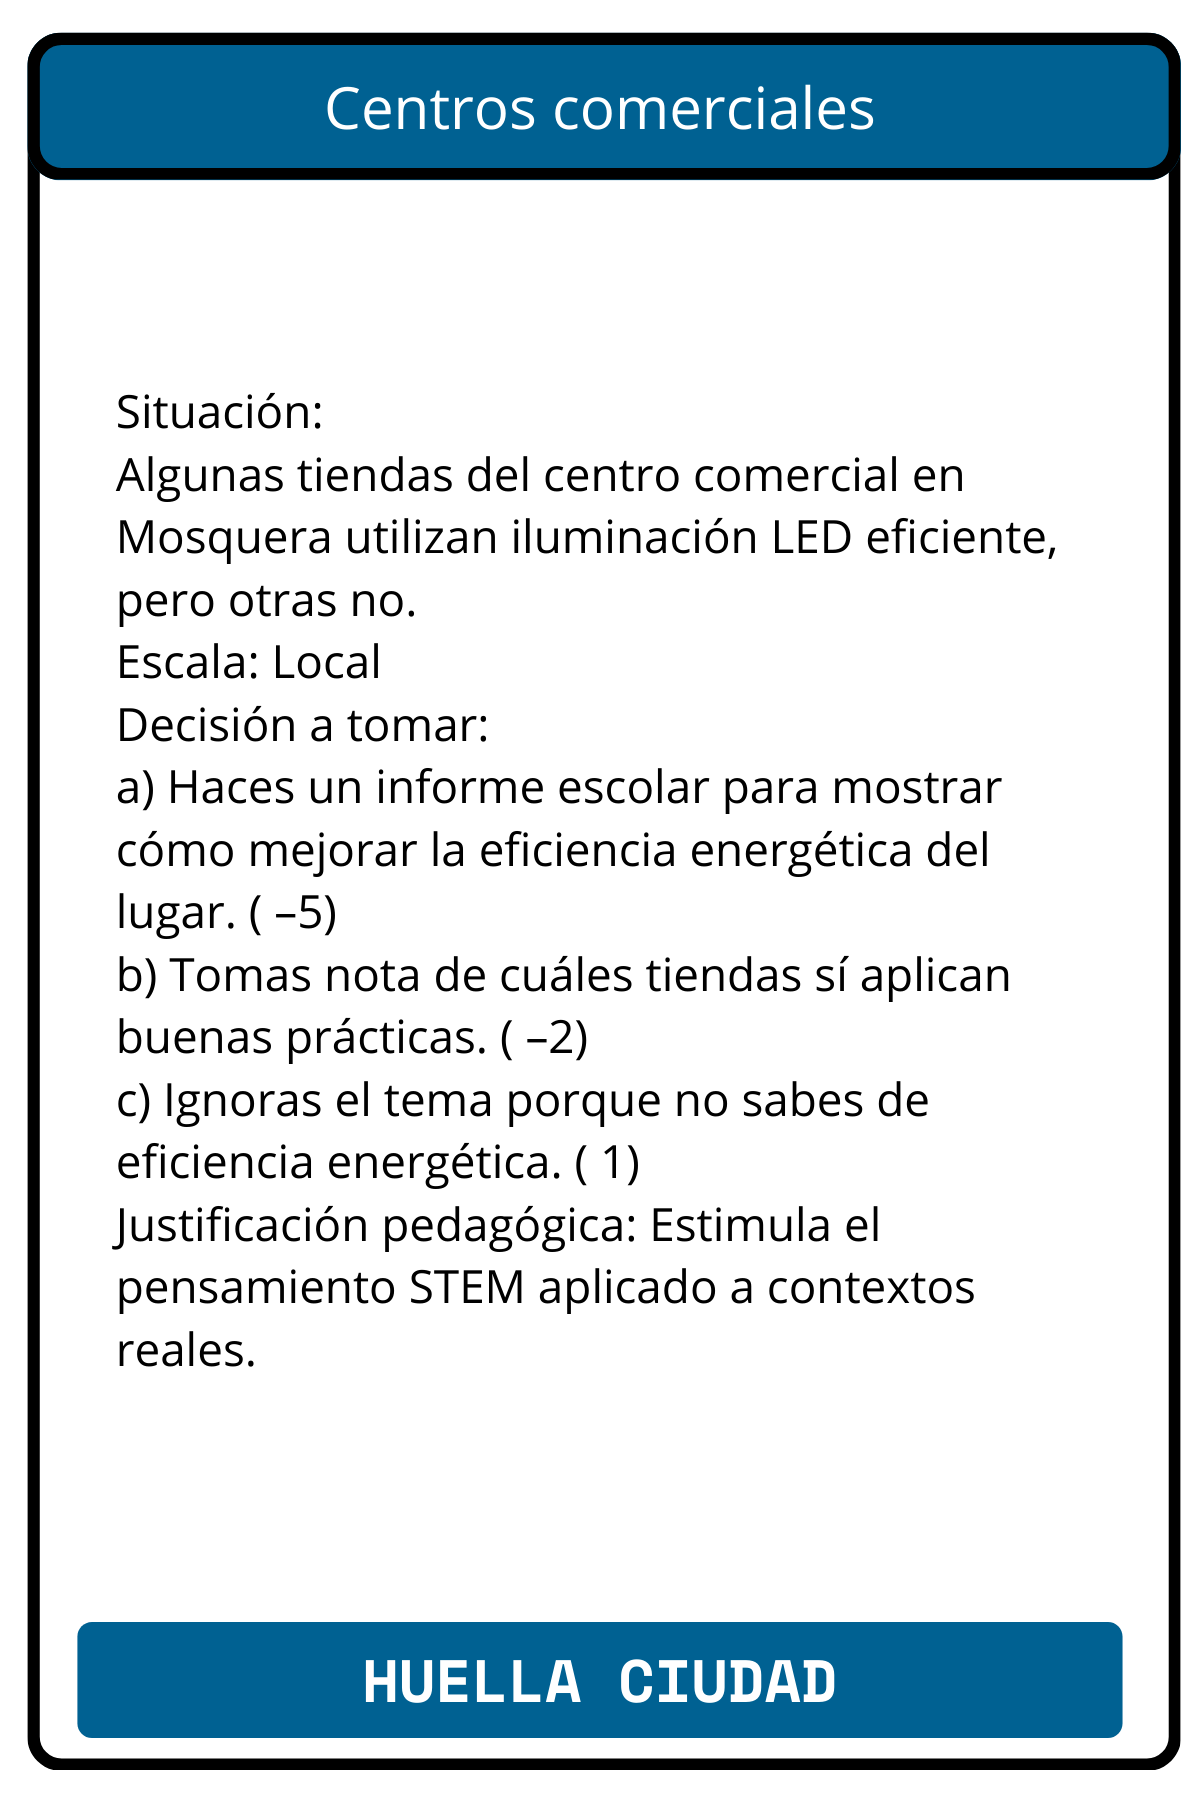 Centros comerciales
Situación:
Algunas tiendas del centro comercial en
Mosquera utilizan iluminación LED eficiente,
pero otras no.
Escala: Local
Decisión a tomar:
a) Haces un informe escolar para mostrar
cómo mejorar la eficiencia energética del
lugar. ( –5)
b) Tomas nota de cuáles tiendas sí aplican
buenas prácticas. ( –2)
c) Ignoras el tema porque no sabes de
eficiencia energética. ( 1)
Justificación pedagógica: Estimula el
pensamiento STEM aplicado a contextos
reales.
HUELLA CIUDAD